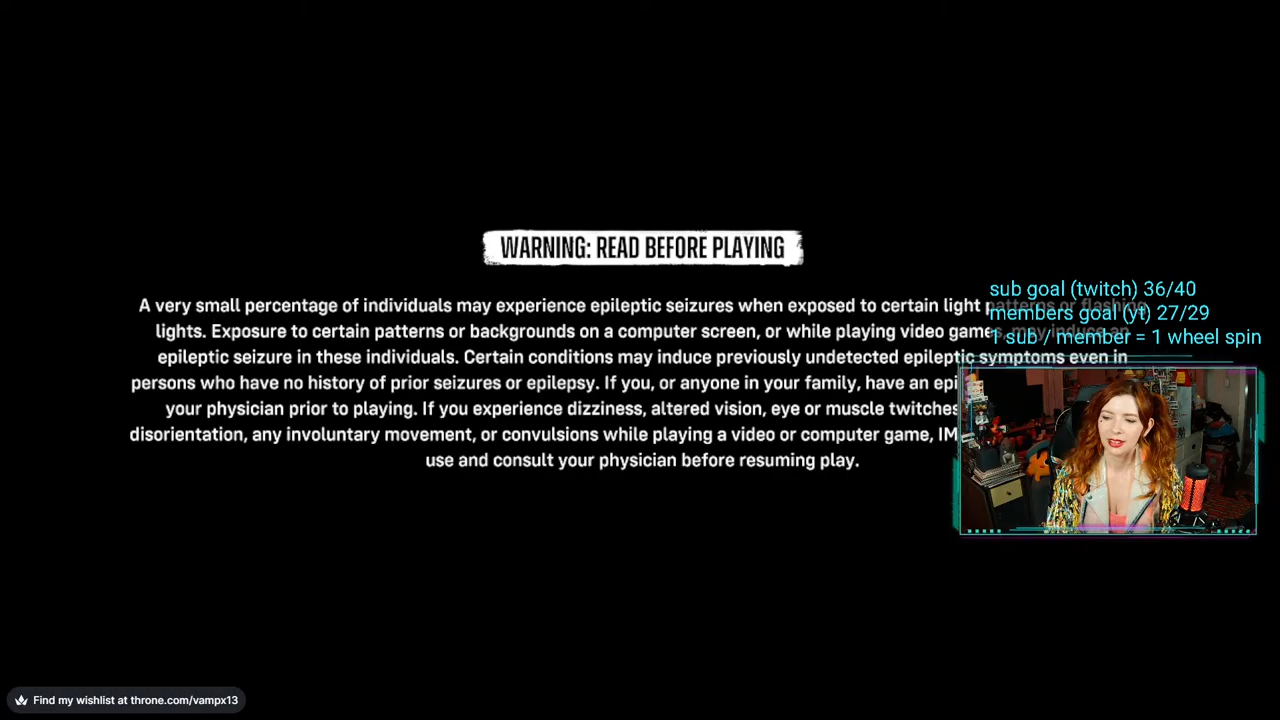 WARNING: READ BEFORE PLAYING
A very small percentage of individuals may experience epileptic seizures when exposed to certain light patterns or flashing
lights. Exposure to certain patterns or backgrounds on a computer screen, or while playing video games, may induce an
epileptic seizure in these individuals. Certain conditions may induce previously undetected epileptic symptoms even in
persons who have no history of prior seizures or epilepsy. If you, or anyone in your family, have an
your physician prior to playing. If you experience dizziness, altered vision, eye or muscle twitches
disorientation, any involuntary movement, or convulsions while playing a video or computer game,
use and consult your physician before resuming play.
sub goal (twitch) 36/40
members goal (yt) 27/29
1 sub / member = 1 wheel spin
Find my wishlist at throne.com/vampx13